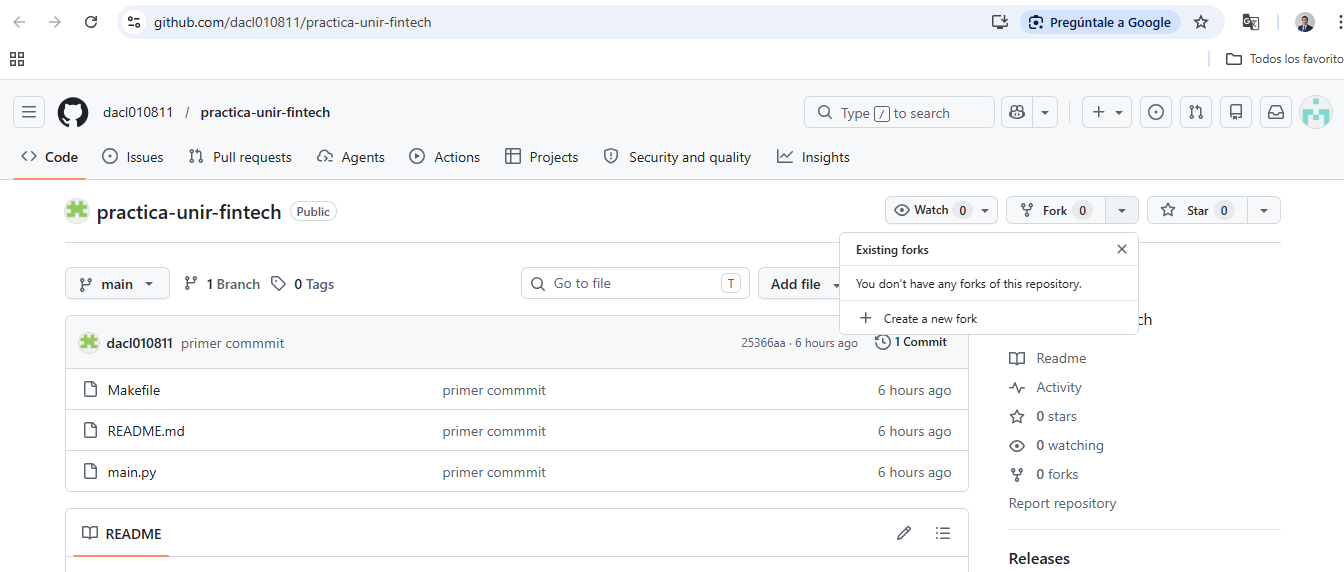 github.com/dacl010811/practica-unir-fintech
Pregúntale a Google
Todos los favorito
dacl010811 / practica-unir-fintech
Type / to search
Code Issues Pull requests Agents Actions Projects Security and quality Insights
practica-unir-fintech Public
Watch 0 Fork 0 Star 0
Existing forks
You don't have any forks of this repository.
Create a new fork
main 1 Branch 0 Tags
Go to file T
Add file
ch
dacl010811 primer commmit 25366aa · 6 hours ago 1 Commit
Makefile primer commmit 6 hours ago
README.md primer commmit 6 hours ago
main.py primer commmit 6 hours ago
README
Readme
Activity
0 stars
0 watching
0 forks
Report repository
Releases